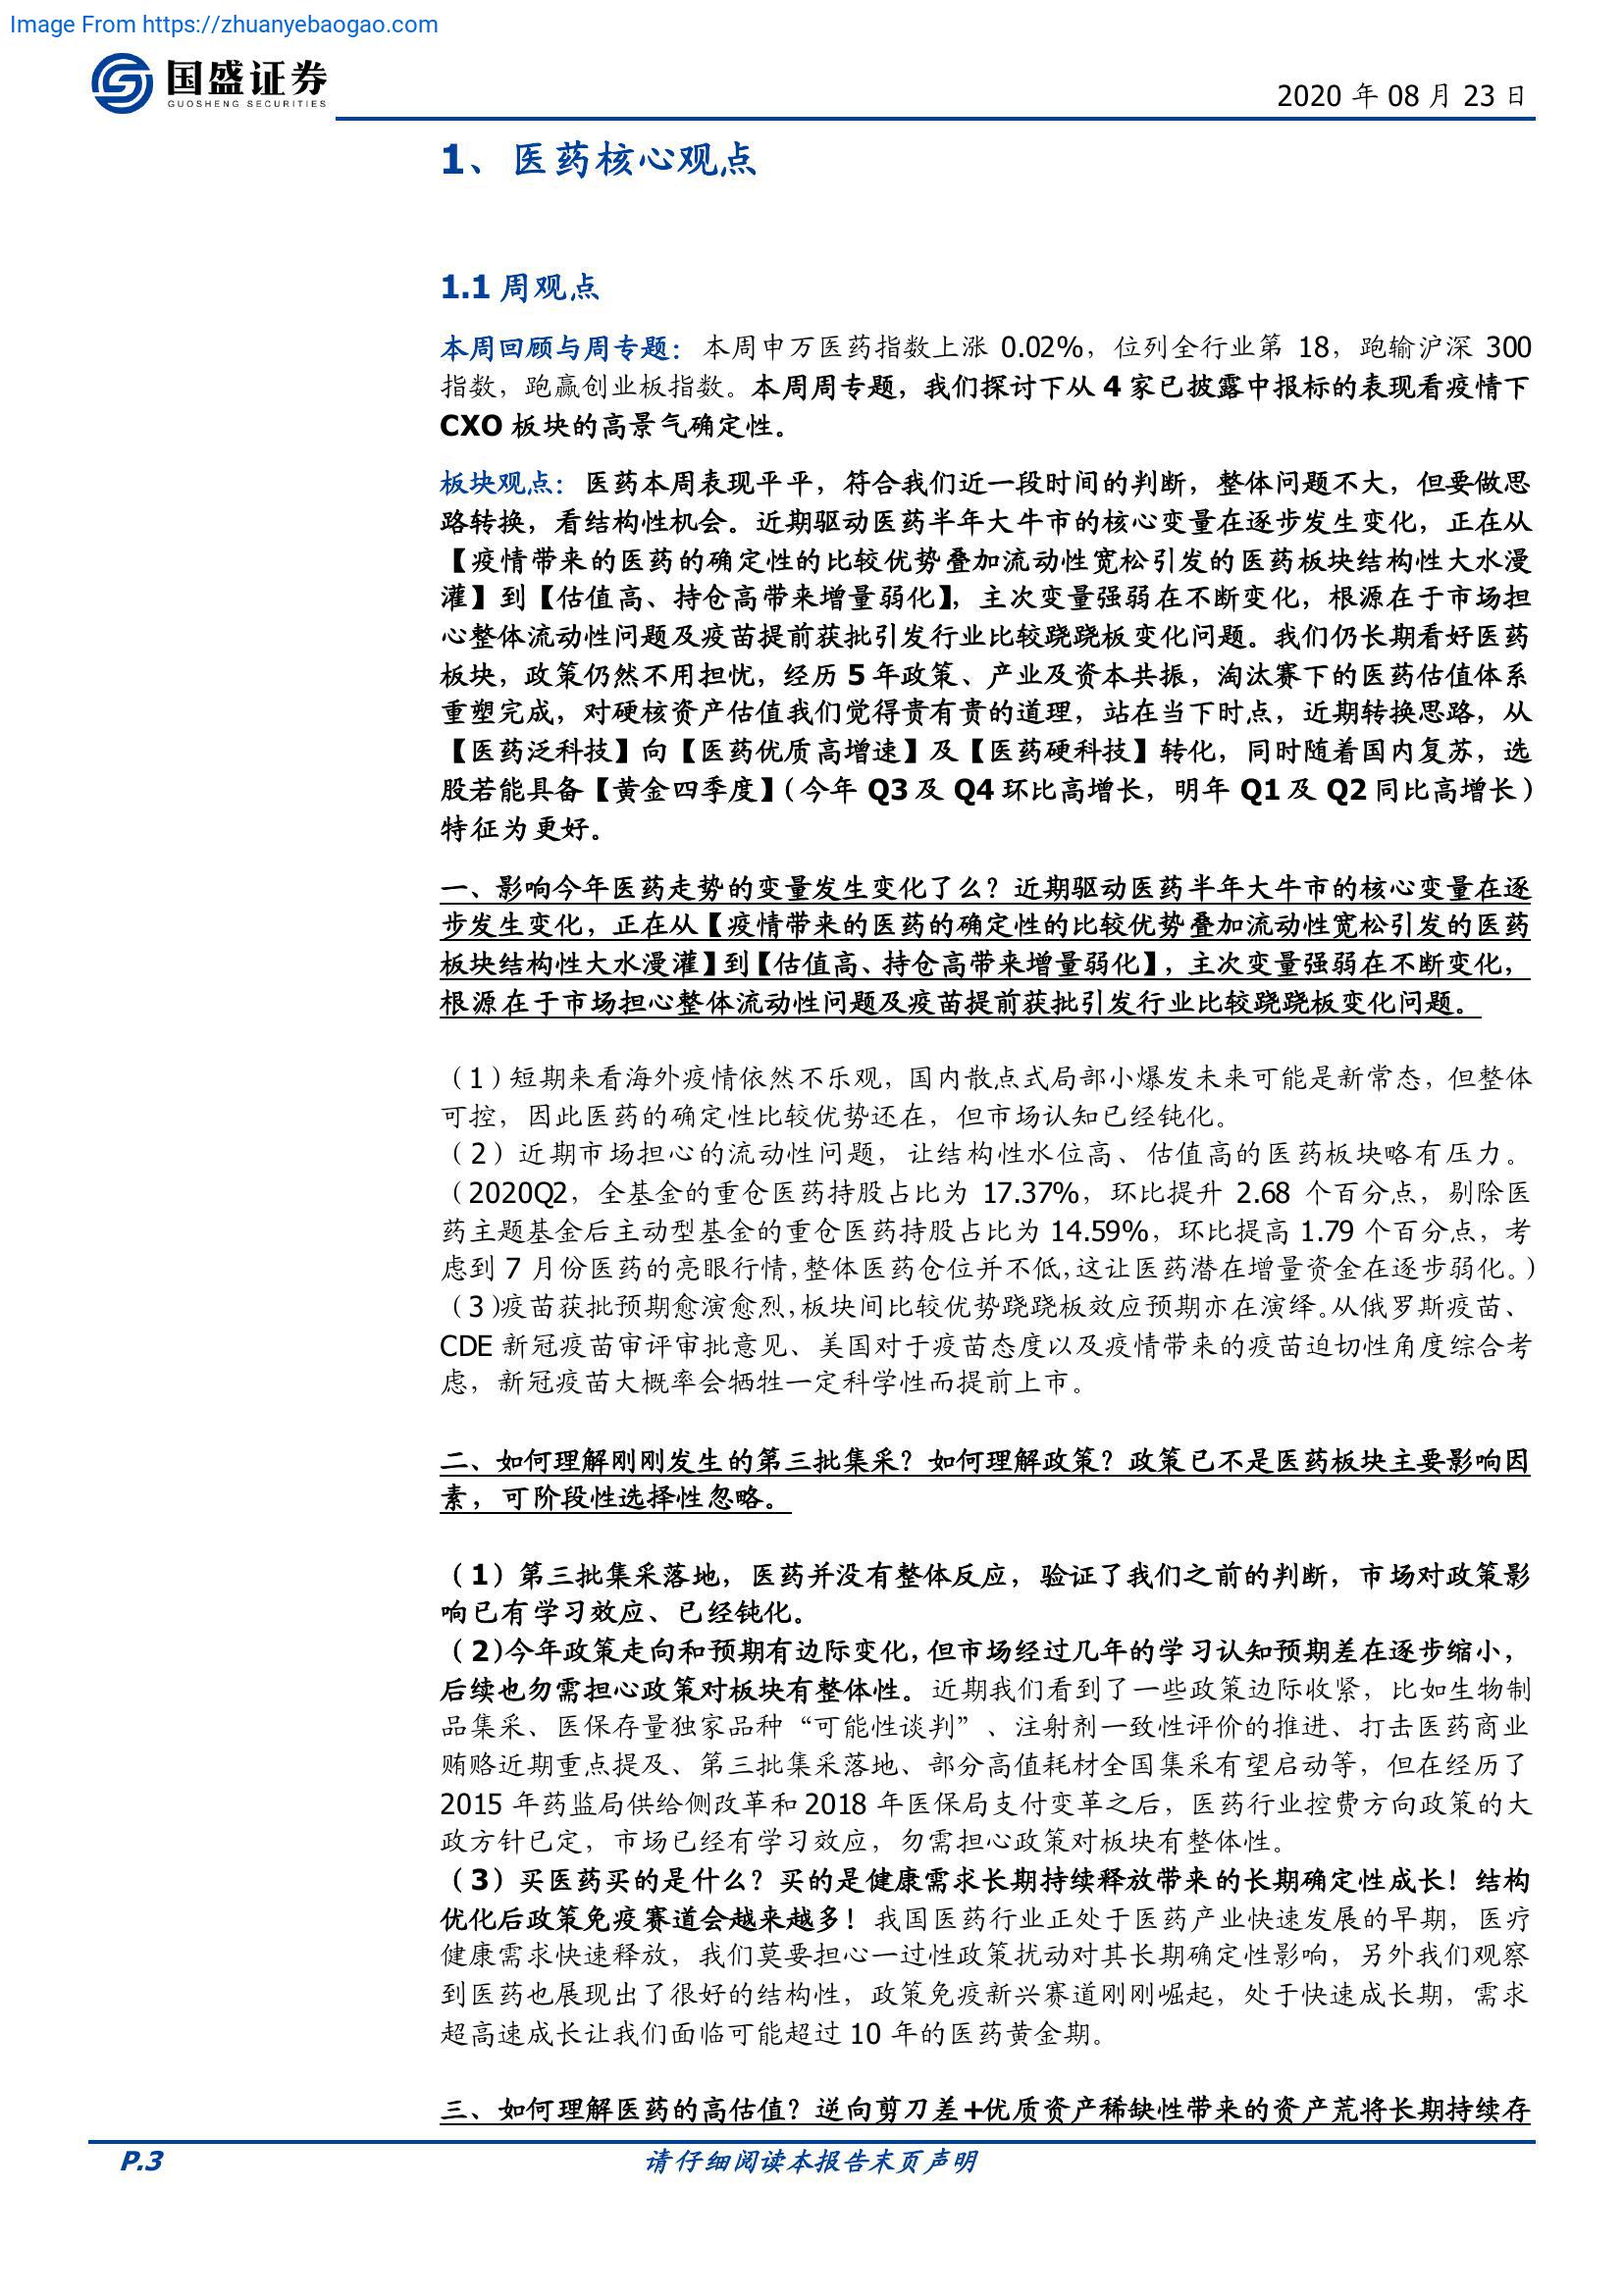 Image From https://zhuanyebaogao.com
国盛证券
GUOSHENG SECURITIES
2020 年 08 月 23 日
1、医药核心观点
1.1 周观点
本周回顾与周专题：本周申万医药指数上涨 0.02%，位列全行业第 18，跑输沪深 300
指数，跑赢创业板指数。本周周专题，我们探讨下从 4 家已披露中报标的表现看疫情下
CXO 板块的高景气确定性。
板块观点：医药本周表现平平，符合我们近一段时间的判断，整体问题不大，但要做思
路转换，看结构性机会。近期驱动医药半年大牛市的核心变量在逐步发生变化，正在从
【疫情带来的医药的确定性的比较优势叠加流动性宽松引发的医药板块结构性大水漫
灌】到【估值高、持仓高带来增量弱化】，主次变量强弱在不断变化，根源在于市场担
心整体流动性问题及疫苗提前获批引发行业比较跷跷板变化问题。我们仍长期看好医药
板块，政策仍然不用担忧，经历 5 年政策、产业及资本共振，淘汰赛下的医药估值体系
重塑完成，对硬核资产估值我们觉得贵有贵的道理，站在当下时点，近期转换思路，从
【医药泛科技】向【医药优质高增速】及【医药硬科技】转化，同时随着国内复苏，选
股若能具备【黄金四季度】（今年 Q3 及 Q4 环比高增长，明年 Q1 及 Q2 同比高增长）
特征为更好。
一、影响今年医药走势的变量发生变化了么？近期驱动医药半年大牛市的核心变量在逐
步发生变化，正在从【疫情带来的医药的确定性的比较优势叠加流动性宽松引发的医药
板块结构性大水漫灌】到【估值高、持仓高带来增量弱化】，主次变量强弱在不断变化，
根源在于市场担心整体流动性问题及疫苗提前获批引发行业比较跷跷板变化问题。
（1）短期来看海外疫情依然不乐观，国内散点式局部小爆发未来可能是新常态，但整体
可控，因此医药的确定性比较优势还在，但市场认知已经钝化。
（2）近期市场担心的流动性问题，让结构性水位高、估值高的医药板块略有压力。
（2020Q2，全基金的重仓医药持股占比为 17.37%，环比提升 2.68 个百分点，剔除医
药主题基金后主动型基金的重仓医药持股占比为 14.59%，环比提高 1.79 个百分点，考
虑到 7 月份医药的亮眼行情，整体医药仓位并不低，这让医药潜在增量资金在逐步弱化。）
（3）疫苗获批预期愈演愈烈，板块间比较优势跷跷板效应预期亦在演绎。从俄罗斯疫苗、
CDE 新冠疫苗审评审批意见、美国对于疫苗态度以及疫情带来的疫苗迫切性角度综合考
虑，新冠疫苗大概率会牺牲一定科学性而提前上市。
二、如何理解刚刚发生的第三批集采？如何理解政策？政策已不是医药板块主要影响因
素，可阶段性选择性忽略。
（1）第三批集采落地，医药并没有整体反应，验证了我们之前的判断，市场对政策影
响已有学习效应、已经钝化。
（2）今年政策走向和预期有边际变化，但市场经过几年的学习认知预期差在逐步缩小，
后续也勿需担心政策对板块有整体性。近期我们看到了一些政策边际收紧，比如生物制
品集采、医保存量独家品种“可能性谈判”、注射剂一致性评价的推进、打击医药商业
贿赂近期重点提及、第三批集采落地、部分高值耗材全国集采有望启动等，但在经历了
2015 年药监局供给侧改革和 2018 年医保局支付变革之后，医药行业控费方向政策的大
政方针已定，市场已经有学习效应，勿需担心政策对板块有整体性。
（3）买医药买的是什么？买的是健康需求长期持续释放带来的长期确定性成长！结构
优化后政策免疫赛道会越来越多！我国医药行业正处于医药产业快速发展的早期，医疗
健康需求快速释放，我们莫要担心一过性政策扰动对其长期确定性影响，另外我们观察
到医药也展现出了很好的结构性，政策免疫新兴赛道刚刚崛起，处于快速成长期，需求
超高速成长让我们面临可能超过 10 年的医药黄金期。
三、如何理解医药的高估值？逆向剪刀差+优质资产稀缺性带来的资产荒将长期持续存
P.3
请仔细阅读本报告末页声明